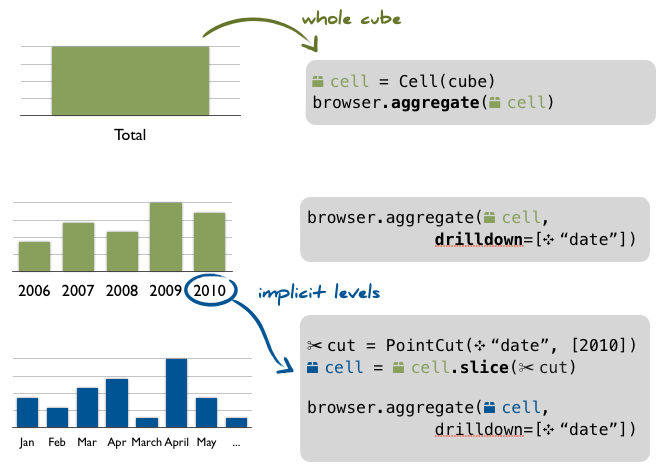 whole cube
cell = Cell(cube)
browser.aggregate( cell)
Total
browser.aggregate( cell,
drilldown=[ “date”])
2006 2007 2008 2009 2010
implicit levels
cut = PointCut( “date”, [2010])
cell = cell.slice( cut)
browser.aggregate( cell,
drilldown=[ “date”])
Jan Feb Mar Apr March April May ...